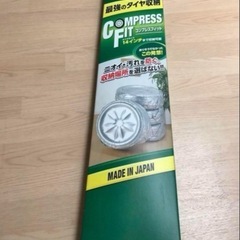 最強のタイヤ収納
COMPRESS
FIT コンプレスフィット
ニオイと汚れを防ぐ
収納場所を選ばない!!
MADE IN JAPAN